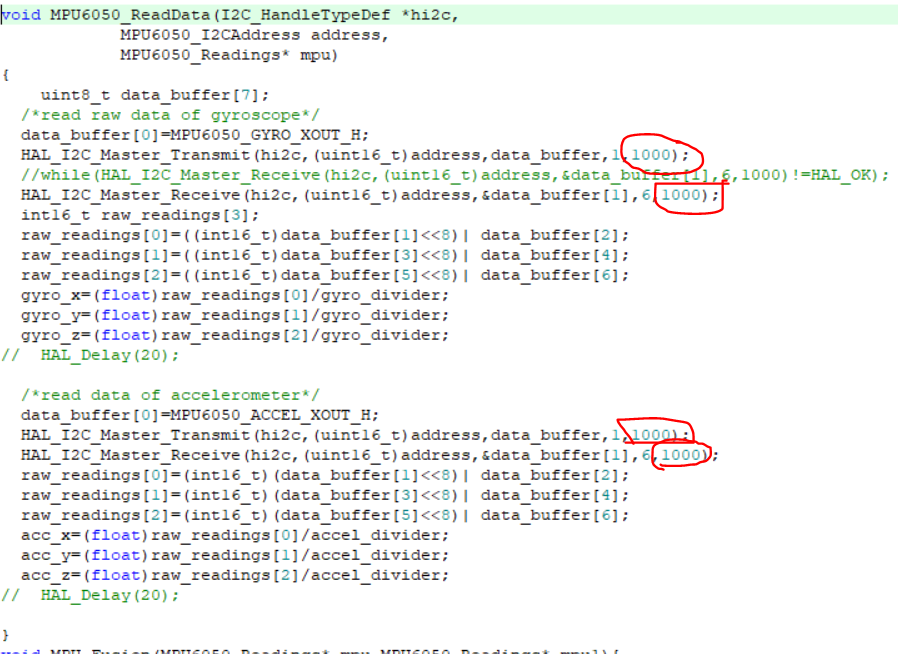 void MPU6050_ReadData(I2C_HandleTypeDef *hi2c,
MPU6050_I2CAddress address,
MPU6050_Readings* mpu)
{
uint8_t data_buffer[7];
/*read raw data of gyroscope*/
data_buffer[0]=MPU6050_GYRO_XOUT_H;
HAL_I2C_Master_Transmit(hi2c,(uint16_t)address,data_buffer,1,1000);
//while(HAL_I2C_Master_Receive(hi2c,(uint16_t)address,&data_buffer[1],6,1000)!=HAL_OK);
HAL_I2C_Master_Receive(hi2c,(uint16_t)address,&data_buffer[1],6,1000);
int16_t raw_readings[3];
raw_readings[0]=((int16_t)data_buffer[1]<<8)| data_buffer[2];
raw_readings[1]=((int16_t)data_buffer[3]<<8)| data_buffer[4];
raw_readings[2]=((int16_t)data_buffer[5]<<8)| data_buffer[6];
gyro_x=(float)raw_readings[0]/gyro_divider;
gyro_y=(float)raw_readings[1]/gyro_divider;
gyro_z=(float)raw_readings[2]/gyro_divider;
// HAL_Delay(20);
/*read data of accelerometer*/
data_buffer[0]=MPU6050_ACCEL_XOUT_H;
HAL_I2C_Master_Transmit(hi2c,(uint16_t)address,data_buffer,1,1000);
HAL_I2C_Master_Receive(hi2c,(uint16_t)address,&data_buffer[1],6,1000);
raw_readings[0]=(int16_t)(data_buffer[1]<<8)| data_buffer[2];
raw_readings[1]=(int16_t)(data_buffer[3]<<8)| data_buffer[4];
raw_readings[2]=(int16_t)(data_buffer[5]<<8)| data_buffer[6];
acc_x=(float)raw_readings[0]/accel_divider;
acc_y=(float)raw_readings[1]/accel_divider;
acc_z=(float)raw_readings[2]/accel_divider;
// HAL_Delay(20);
}
void MPU_Fusion(MPU6050_Readings* mpu,MPU6050_Readings* mpu1){